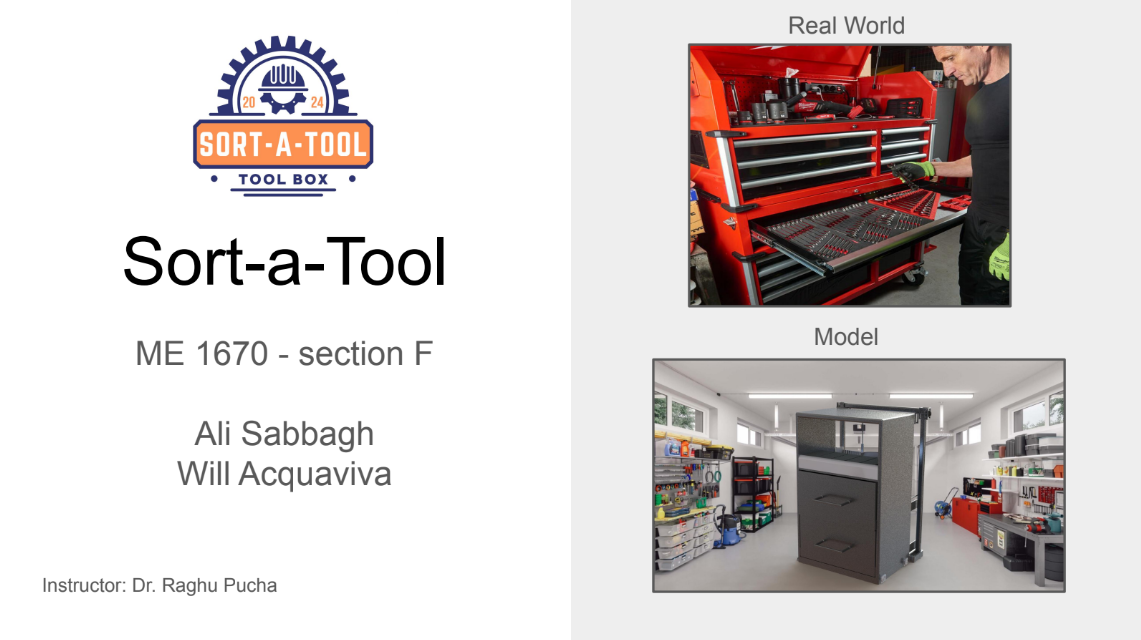 20 24
SORT-A-TOOL
TOOL BOX
Sort-a-Tool
ME 1670 - section F
Ali Sabbagh
Will Acquaviva
Instructor: Dr. Raghu Pucha
Real World
Model